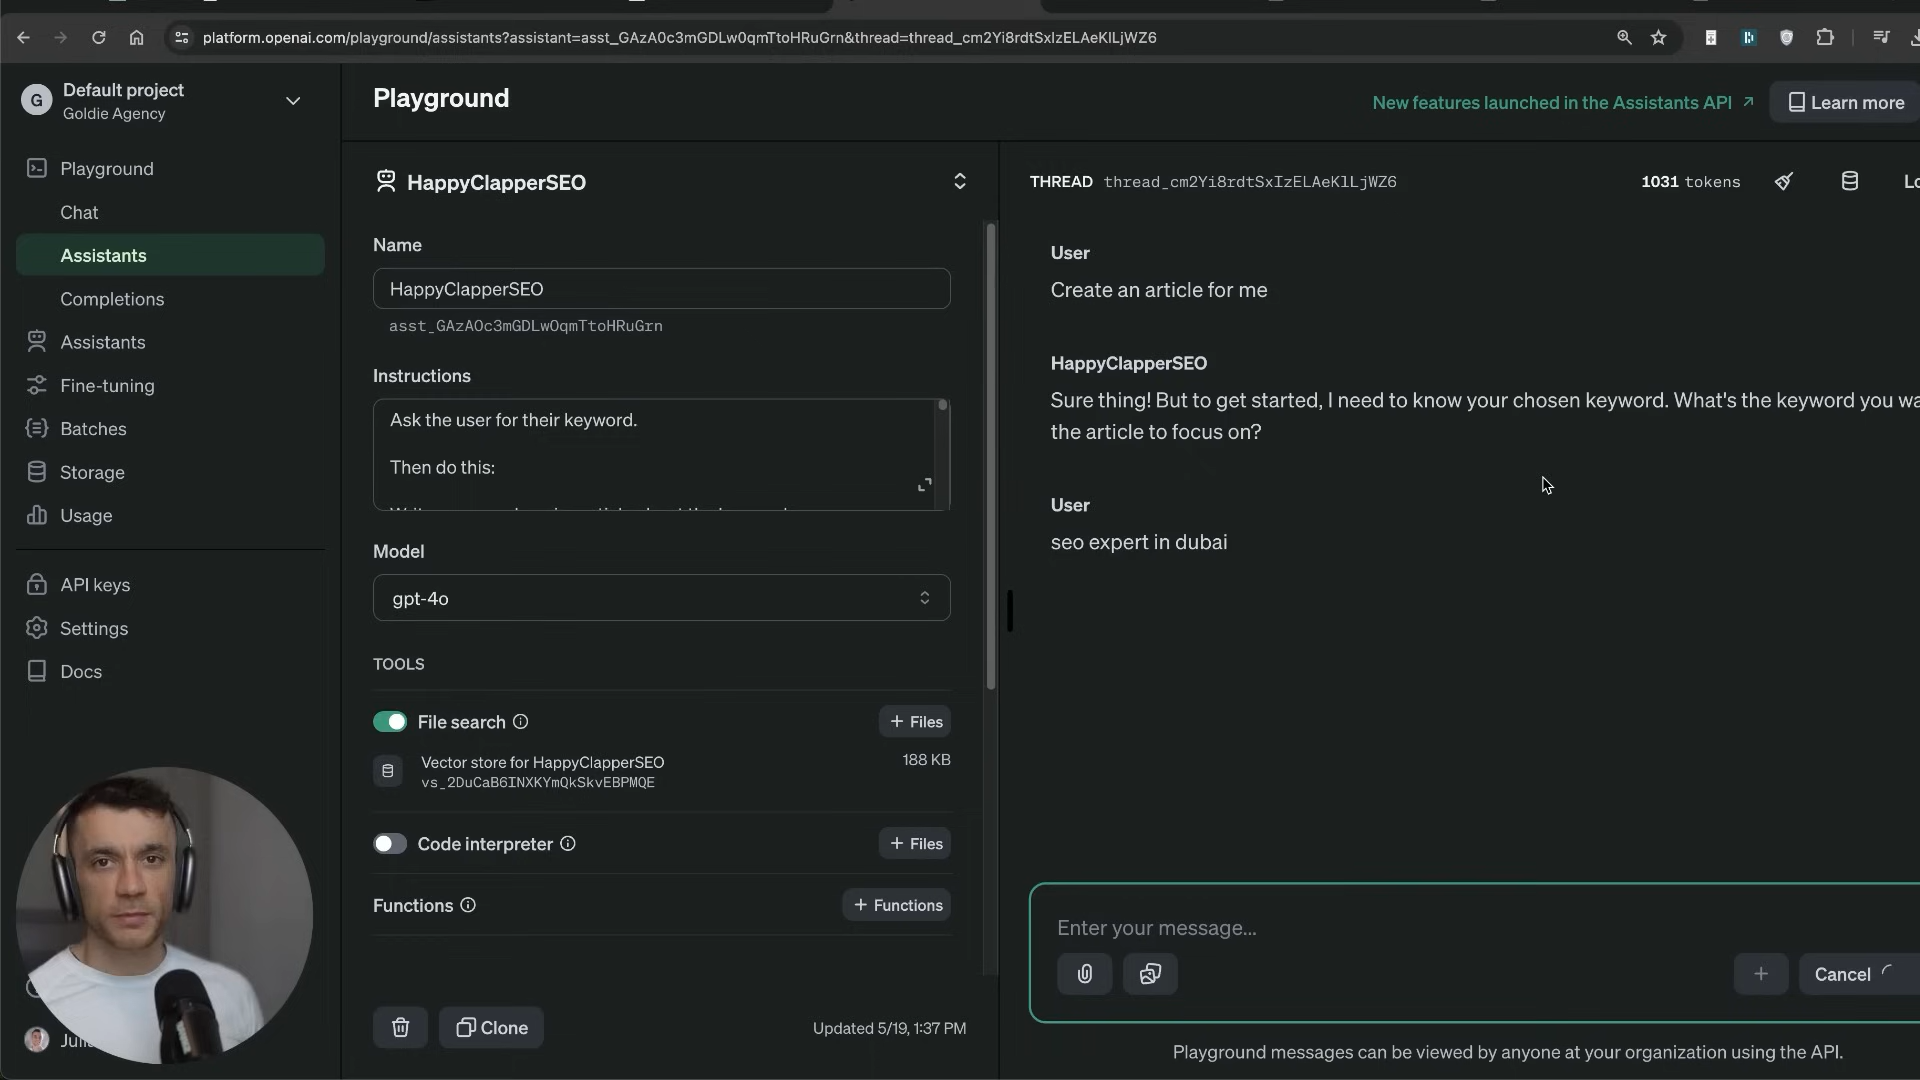 platform.openai.com/playground/assistants?assistant=asst_GAzA0c3mGDLw0qmTtoHRuGrn&thread=thread_cm2Yi8rdtSxIzELAeKlLjWZ6
G
Default project
Goldie Agency
Playground
Chat
Assistants
Completions
Assistants
Fine-tuning
Batches
Storage
Usage
API keys
Settings
Docs
Playground
New features launched in the Assistants API
Learn more
HappyClapperSEO
Name
HappyClapperSEO
asst_GAzAOc3mGDLwOqmTtoHRuGrn
Instructions
Ask the user for their keyword.
Then do this:
Model
gpt-4o
TOOLS
File search
+ Files
Vector store for HappyClapperSEO
188 KB
vs_2DuCaB6INXKYmQkSkvEBPMQE
Code interpreter
+ Files
Functions
+ Functions
Clone
Updated 5/19, 1:37 PM
THREAD thread_cm2Yi8rdtSxIzELAeKlLjWZ6
1031 tokens
User
Create an article for me
HappyClapperSEO
Sure thing! But to get started, I need to know your chosen keyword. What's the keyword you wa
the article to focus on?
User
seo expert in dubai
Enter your message...
Cancel
Playground messages can be viewed by anyone at your organization using the API.